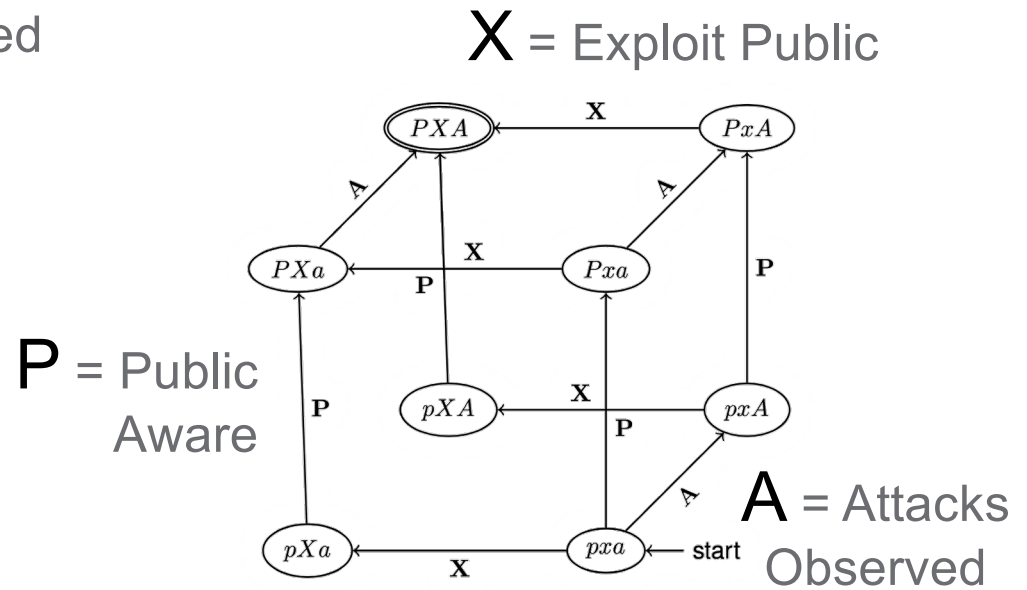 ed
X = Exploit Public
PXA
X
PxA
A
A
PXa
X
Pxa
P
P
P = Public
Aware
P
pXA
X
pxA
P
A
A = Attacks
Observed
pXa
X
pxa
start